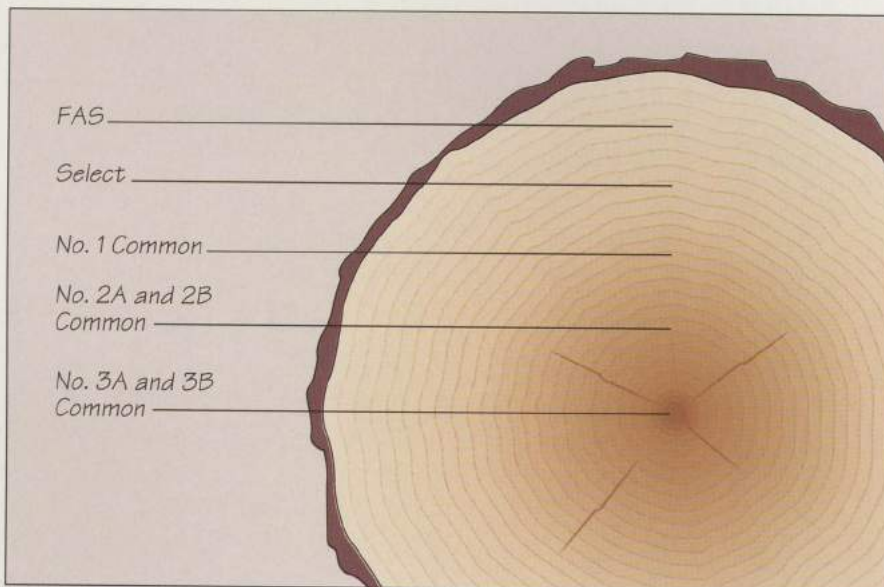 FAS
Select
No. 1 Common
No. 2A and 2B
Common
No. 3A and 3B
Common